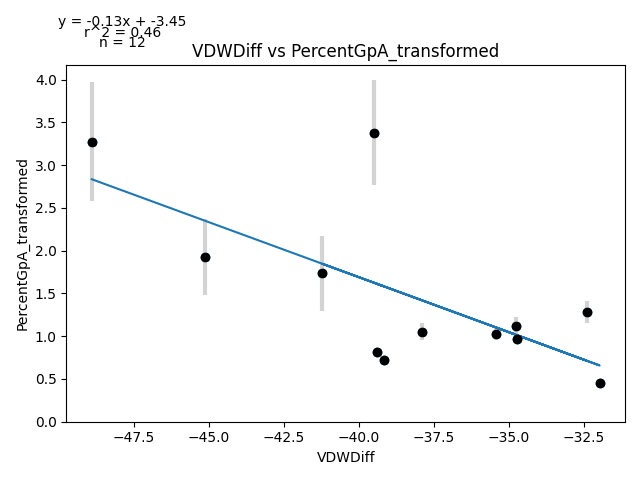 y = -0.13x + -3.45
r^2 = 0.46
n = 12
VDWDiff vs PercentGpA_transformed
PercentGpA_transformed
4.0
3.5
3.0
2.5
2.0
1.5
1.0
0.5
0.0
−47.5 −45.0 −42.5 −40.0 −37.5 −35.0 −32.5
VDWDiff